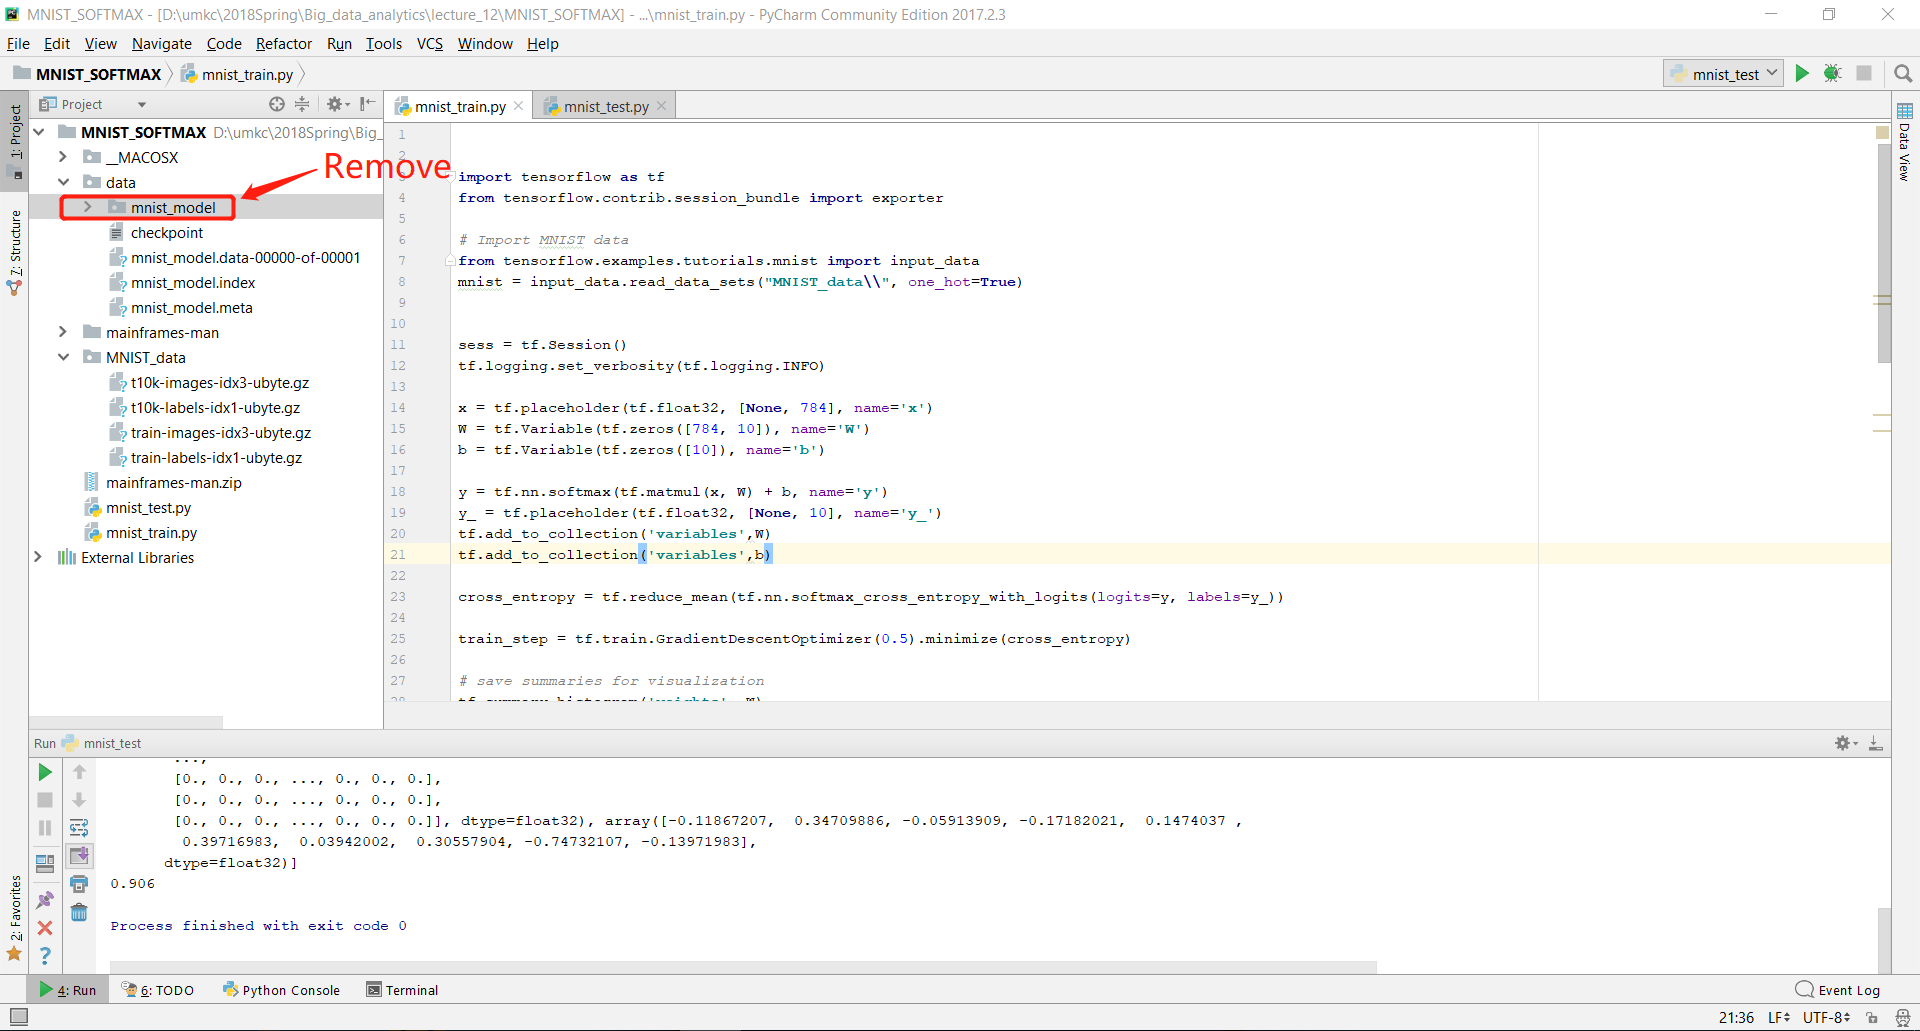 MNIST_SOFTMAX - [D:\umkc\2018Spring\Big_data_analytics\lecture_12\MNIST_SOFTMAX] - ...\mnist_train.py - PyCharm Community Edition 2017.2.3
File Edit View Navigate Code Refactor Run Tools VCS Window Help
MNIST_SOFTMAX mnist_train.py mnist_test
Project
mnist_train.py mnist_test.py
1: Project
7: Structure
2: Favorites
Data View
MNIST_SOFTMAX D:\umkc\2018Spring\Big_
__MACOSX
data
mnist_model
checkpoint
mnist_model.data-00000-of-00001
mnist_model.index
mnist_model.meta
mainframes-man
MNIST_data
t10k-images-idx3-ubyte.gz
t10k-labels-idx1-ubyte.gz
train-images-idx3-ubyte.gz
train-labels-idx1-ubyte.gz
mainframes-man.zip
mnist_test.py
mnist_train.py
External Libraries
Remove
1
2
3 import tensorflow as tf
4 from tensorflow.contrib.session_bundle import exporter
5
6 # Import MNIST data
7 from tensorflow.examples.tutorials.mnist import input_data
8 mnist = input_data.read_data_sets("MNIST_data\\", one_hot=True)
9
10
11 sess = tf.Session()
12 tf.logging.set_verbosity(tf.logging.INFO)
13
14 x = tf.placeholder(tf.float32, [None, 784], name='x')
15 W = tf.Variable(tf.zeros([784, 10]), name='W')
16 b = tf.Variable(tf.zeros([10]), name='b')
17
18 y = tf.nn.softmax(tf.matmul(x, W) + b, name='y')
19 y_ = tf.placeholder(tf.float32, [None, 10], name='y_')
20 tf.add_to_collection('variables',W)
21 tf.add_to_collection('variables',b)
22
23 cross_entropy = tf.reduce_mean(tf.nn.softmax_cross_entropy_with_logits(logits=y, labels=y_))
24
25 train_step = tf.train.GradientDescentOptimizer(0.5).minimize(cross_entropy)
26
27 # save summaries for visualization
28 tf.summary.histogram('weights', W)
Run mnist_test
...,
[0., 0., 0., ..., 0., 0., 0.],
[0., 0., 0., ..., 0., 0., 0.],
[0., 0., 0., ..., 0., 0., 0.]], dtype=float32), array([-0.11867207, 0.34709886, -0.05913909, -0.17182021, 0.1474037 ,
0.39716983, 0.03942002, 0.30557904, -0.74732107, -0.13971983],
dtype=float32)]
0.906
Process finished with exit code 0
4: Run 6: TODO Python Console Terminal Event Log
21:36 LF UTF-8